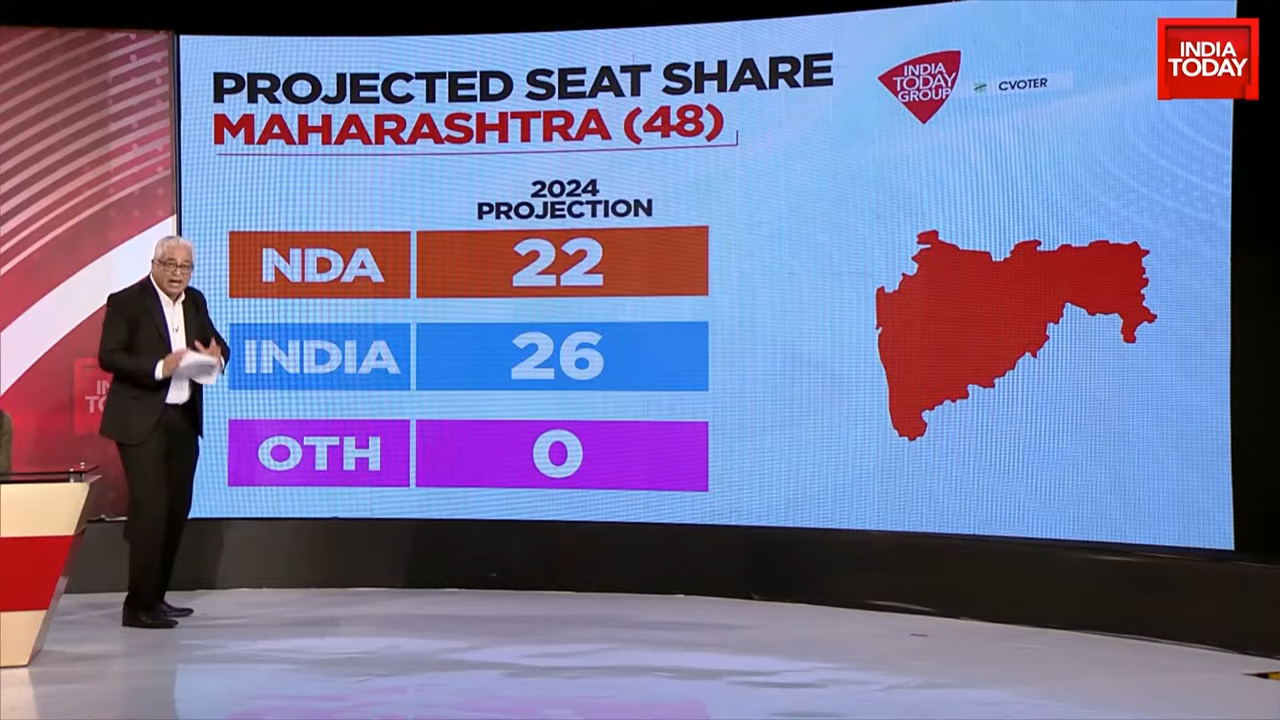 PROJECTED SEAT SHARE
MAHARASHTRA (48)
INDIA
TODAY
GROUP
CVOTER
INDIA
TODAY
2024
PROJECTION
NDA 22
INDIA 26
OTH 0